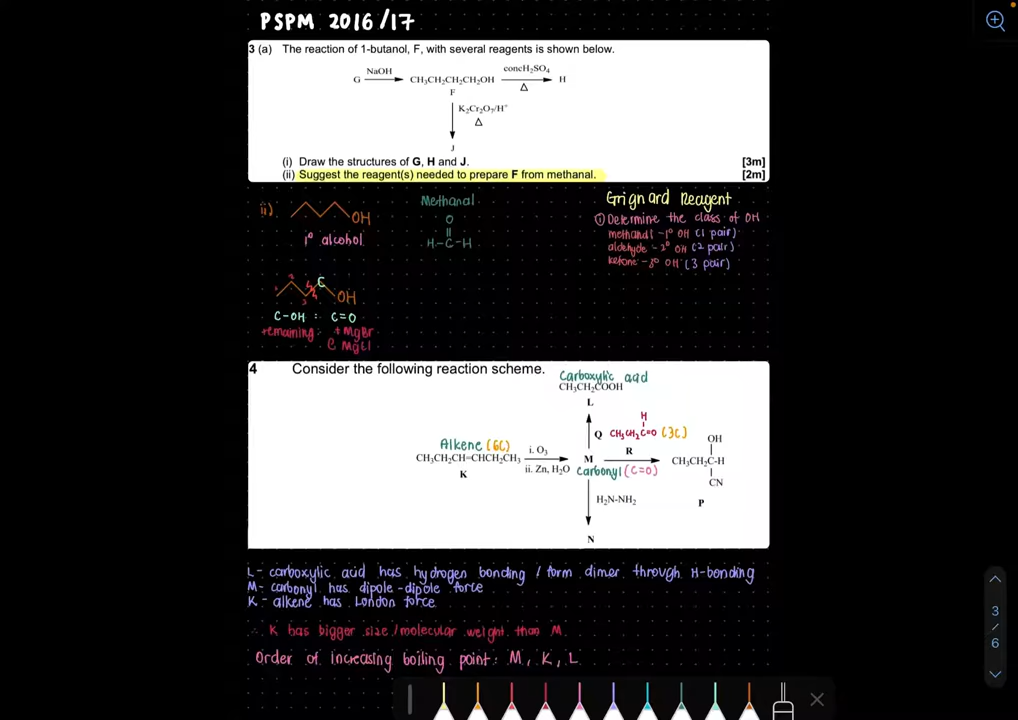 PSPM 2016/17
3 (a) The reaction of 1-butanol, F, with several reagents is shown below.
G NaOH CH3CH2CH2CH2OH concH2SO4 H
Δ
F
K2Cr2O7/H+
Δ
J
(i) Draw the structures of G, H and J. [3m]
(ii) Suggest the reagent(s) needed to prepare F from methanal. [2m]
ii) OH
1° alcohol
Methanal
O
H-C-H
Grignard Reagent
① Determine the class of OH
methanal - 1° OH (1 pair)
aldehyde - 2° OH (2 pair)
ketone - 3° OH (3 pair)
1 2 3 4 C OH
C-OH : C=O
remaining : + MgBr
@ MgCl
4 Consider the following reaction scheme.
Carboxylic acid
CH3CH2COOH
L
Q
H
CH3CH2C=O (3C)
Alkene (6C)
CH3CH2CH=CHCH2CH3
K
i. O3
ii. Zn, H2O
M
Carbonyl (C=O)
R
OH
CH3CH2C-H
CN
P
H2N-NH2
N
L - carboxylic acid has hydrogen bonding / form dimer through H-bonding
M - carbonyl has dipole-dipole force
K - alkene has London force
∴ K has bigger size/molecular weight than M
Order of increasing boiling point : M, K, L
3
/
6